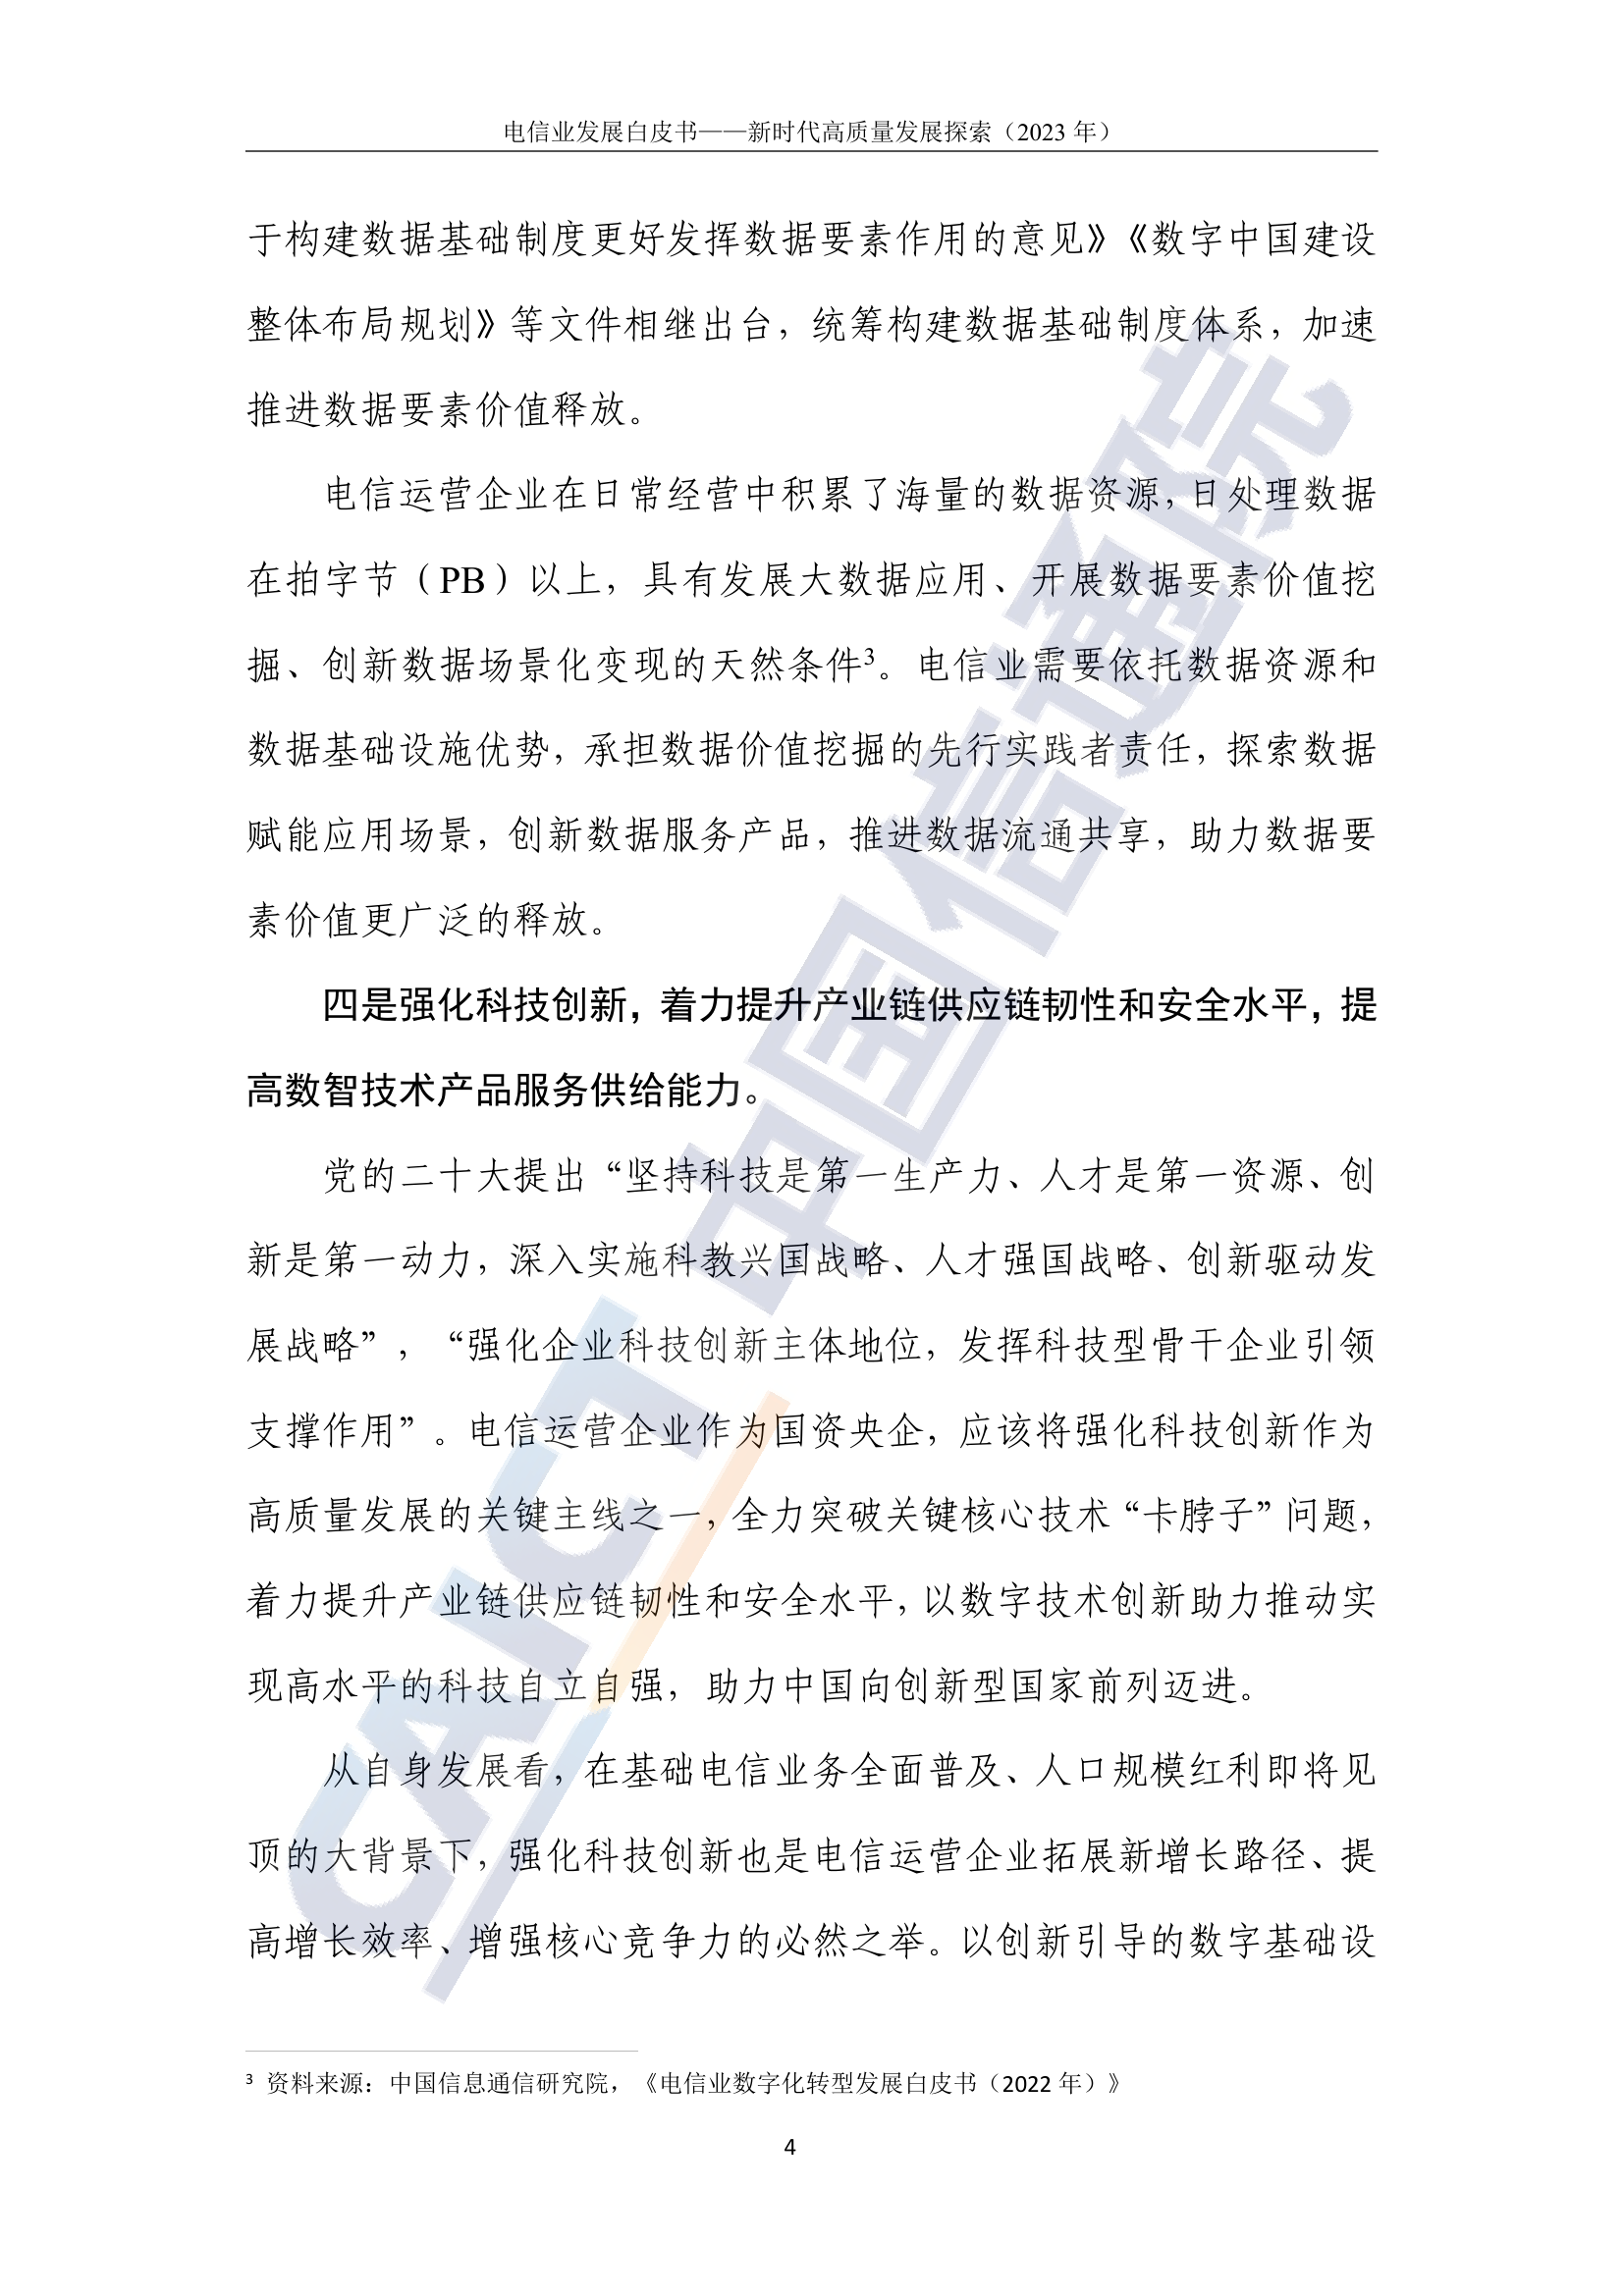 电信业发展白皮书——新时代高质量发展探索（2023 年）
于构建数据基础制度更好发挥数据要素作用的意见》《数字中国建设
整体布局规划》等文件相继出台，统筹构建数据基础制度体系，加速
推进数据要素价值释放。
电信运营企业在日常经营中积累了海量的数据资源，日处理数据
在拍字节（PB）以上，具有发展大数据应用、开展数据要素价值挖
掘、创新数据场景化变现的天然条件³。电信业需要依托数据资源和
数据基础设施优势，承担数据价值挖掘的先行实践者责任，探索数据
赋能应用场景，创新数据服务产品，推进数据流通共享，助力数据要
素价值更广泛的释放。
四是强化科技创新，着力提升产业链供应链韧性和安全水平，提
高数智技术产品服务供给能力。
党的二十大提出“坚持科技是第一生产力、人才是第一资源、创
新是第一动力，深入实施科教兴国战略、人才强国战略、创新驱动发
展战略”，“强化企业科技创新主体地位，发挥科技型骨干企业引领
支撑作用”。电信运营企业作为国资央企，应该将强化科技创新作为
高质量发展的关键主线之一，全力突破关键核心技术“卡脖子”问题，
着力提升产业链供应链韧性和安全水平，以数字技术创新助力推动实
现高水平的科技自立自强，助力中国向创新型国家前列迈进。
从自身发展看，在基础电信业务全面普及、人口规模红利即将见
顶的大背景下，强化科技创新也是电信运营企业拓展新增长路径、提
高增长效率、增强核心竞争力的必然之举。以创新引导的数字基础设
³ 资料来源：中国信息通信研究院，《电信业数字化转型发展白皮书（2022 年）》
4
CAICT 中国信通院